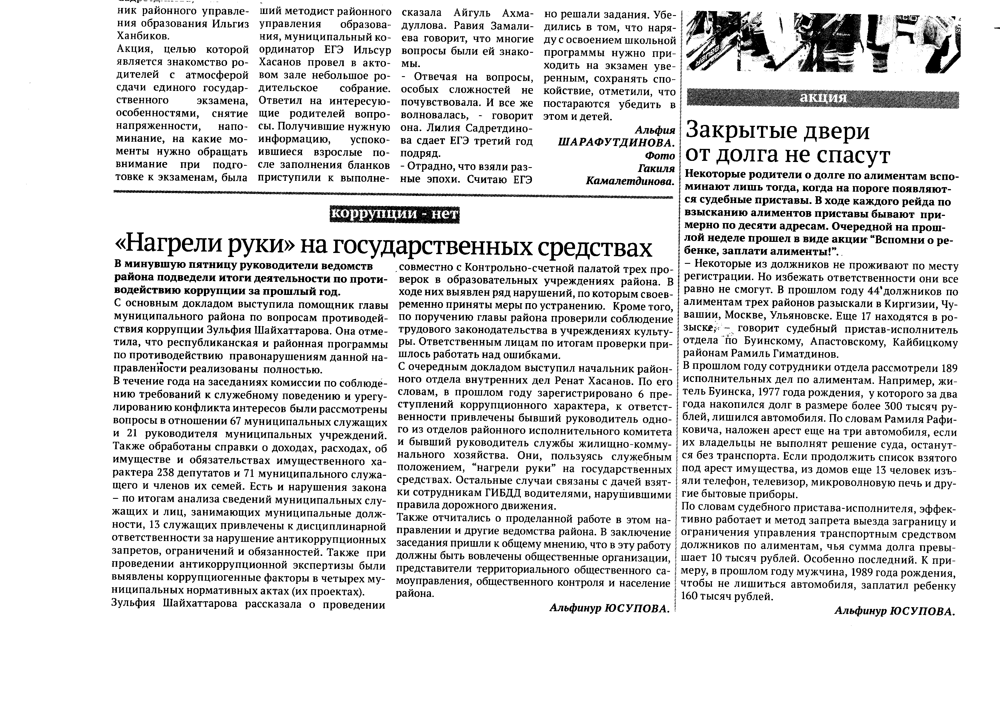 ник районного управле-
ния образования Ильгиз
Ханбиков.
Акция, целью которой
является знакомство ро-
дителей с атмосферой
сдачи единого государ-
ственного экзамена,
особенностями, снятие
напряженности, напо-
минание, на какие мо-
менты нужно обращать
внимание при подго-
товке к экзаменам, была
ший методист районного
управления образова-
ния, муниципальный ко-
ординатор ЕГЭ Ильсур
Хасанов провел в акто-
вом зале небольшое ро-
дительское собрание.
Ответил на интересую-
щие родителей вопро-
сы. Получившие нужную
информацию, успоко-
ившиеся взрослые по-
сле заполнения бланков
приступили к выполне-
сказала Айгуль Ахма-
дуллова. Равия Замали-
ева говорит, что многие
вопросы были ей знако-
мы.
- Отвечая на вопросы,
особых сложностей не
почувствовала. И все же
волновалась, - говорит
она. Лилия Садретдино-
ва сдает ЕГЭ третий год
подряд.
- Отрадно, что взяли раз-
ные эпохи. Считаю ЕГЭ
но решали задания. Убе-
дились в том, что наря-
ду с освоением школьной
программы нужно при-
ходить на экзамен уве-
ренным, сохранять спо-
койствие, отметили, что
постараются убедить в
этом и детей.
Альфия
ШАРАФУТДИНОВА.
Фото
Гакиля
Камалетдинова.
коррупции - нет
«Нагрели руки» на государственных средствах
В минувшую пятницу руководители ведомств
района подведели итоги деятельности по проти-
водействию коррупции за прошлый год.
С основным докладом выступила помощник главы
муниципального района по вопросам противодей-
ствия коррупции Зульфия Шайхаттарова. Она отме-
тила, что республиканская и районная программы
по противодействию правонарушениям данной на-
правленности реализованы полностью.
В течение года на заседаниях комиссии по соблюде-
нию требований к служебному поведению и урегу-
лированию конфликта интересов были рассмотрены
вопросы в отношении 67 муниципальных служащих
и 21 руководителя муниципальных учреждений.
Также обработаны справки о доходах, расходах, об
имуществе и обязательствах имущественного ха-
рактера 238 депутатов и 71 муниципального служа-
щего и членов их семей. Есть и нарушения закона
– по итогам анализа сведений муниципальных слу-
жащих и лиц, занимающих муниципальные долж-
ности, 13 служащих привлечены к дисциплинарной
ответственности за нарушение антикоррупционных
запретов, ограничений и обязанностей. Также при
проведении антикоррупционной экспертизы были
выявлены коррупциогенные факторы в четырех му-
ниципальных нормативных актах (их проектах).
Зульфия Шайхаттарова рассказала о проведении
совместно с Контрольно-счетной палатой трех про-
верок в образовательных учреждениях района. В
ходе них выявлен ряд нарушений, по которым своев-
ременно приняты меры по устранению. Кроме того,
по поручению главы района проверили соблюдение
трудового законодательства в учреждениях культу-
ры. Ответственным лицам по итогам проверки при-
шлось работать над ошибками.
С очередным докладом выступил начальник район-
ного отдела внутренних дел Ренат Хасанов. По его
словам, в прошлом году зарегистрировано 6 пре-
ступлений коррупционного характера, к ответст-
венности привлечены бывший руководитель одно-
го из отделов районного исполнительного комитета
и бывший руководитель службы жилищно-комму-
нального хозяйства. Они, пользуясь служебным
положением, “нагрели руки” на государственных
средствах. Остальные случаи связаны с дачей взят-
ки сотрудникам ГИБДД водителями, нарушившими
правила дорожного движения.
Также отчитались о проделанной работе в этом на-
правлении и другие ведомства района. В заключение
заседания пришли к общему мнению, что в эту работу
должны быть вовлечены общественные организации,
представители территориального общественного са-
моуправления, общественного контроля и население
района.
Альфинур ЮСУПОВА.
акция
Закрытые двери
от долга не спасут
Некоторые родители о долге по алиментам вспо-
минают лишь тогда, когда на пороге появляют-
ся судебные приставы. В ходе каждого рейда по
взысканию алиментов приставы бывают при-
мерно по десяти адресам. Очередной на прош-
лой неделе прошел в виде акции “Вспомни о ре-
бенке, заплати алименты!”.
– Некоторые из должников не проживают по месту
регистрации. Но избежать ответственности они все
равно не смогут. В прошлом году 44 должников по
алиментам трех районов разыскали в Киргизии, Чу-
вашии, Москве, Ульяновске. Еще 17 находятся в ро-
зыске, – говорит судебный пристав-исполнитель
отдела по Буинскому, Апастовскому, Кайбицкому
районам Рамиль Гиматдинов.
В прошлом году сотрудники отдела рассмотрели 189
исполнительных дел по алиментам. Например, жи-
тель Буинска, 1977 года рождения, у которого за два
года накопился долг в размере более 300 тысяч ру-
блей, лишился автомобиля. По словам Рамиля Рафи-
ковича, наложен арест еще на три автомобиля, если
их владельцы не выполнят решение суда, останут-
ся без транспорта. Если продолжить список взятого
под арест имущества, из домов еще 13 человек изъ-
яли телефон, телевизор, микроволновую печь и дру-
гие бытовые приборы.
По словам судебного пристава-исполнителя, эффек-
тивно работает и метод запрета выезда заграницу и
ограничения управления транспортным средством
должников по алиментам, чья сумма долга превы-
шает 10 тысяч рублей. Особенно последний. К при-
меру, в прошлом году мужчина, 1989 года рождения,
чтобы не лишиться автомобиля, заплатил ребенку
160 тысяч рублей.
Альфинур ЮСУПОВА.